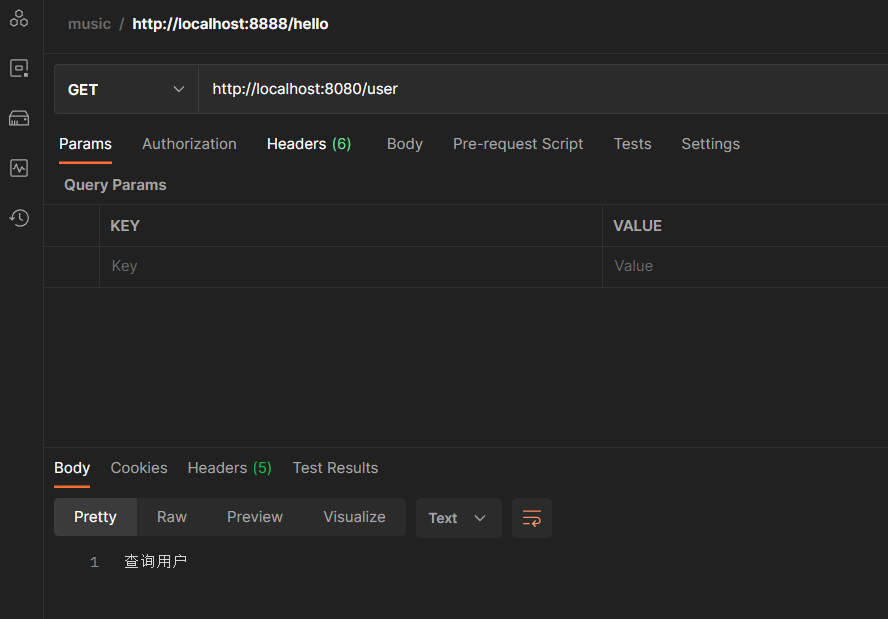 music / http://localhost:8888/hello
GET http://localhost:8080/user
Params Authorization Headers (6) Body Pre-request Script Tests Settings
Query Params
KEY VALUE
Key Value
Body Cookies Headers (5) Test Results
Pretty Raw Preview Visualize Text
1 查询用户